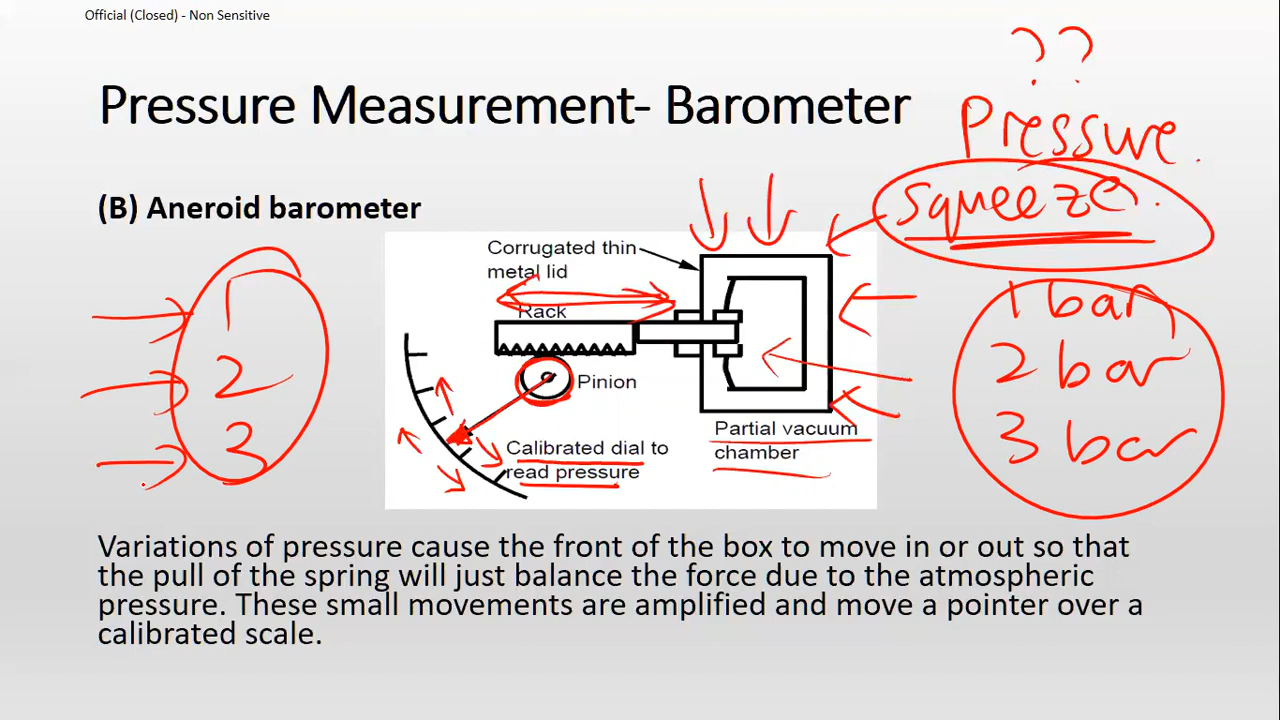 Official (Closed) - Non Sensitive
??
Pressure Measurement- Barometer
Pressure.
squeeze.
(B) Aneroid barometer
Corrugated thin
metal lid
Rack
Pinion
Calibrated dial to
read pressure
Partial vacuum
chamber
1
2
3
1 bar
2 bar
3 bar
Variations of pressure cause the front of the box to move in or out so that
the pull of the spring will just balance the force due to the atmospheric
pressure. These small movements are amplified and move a pointer over a
calibrated scale.